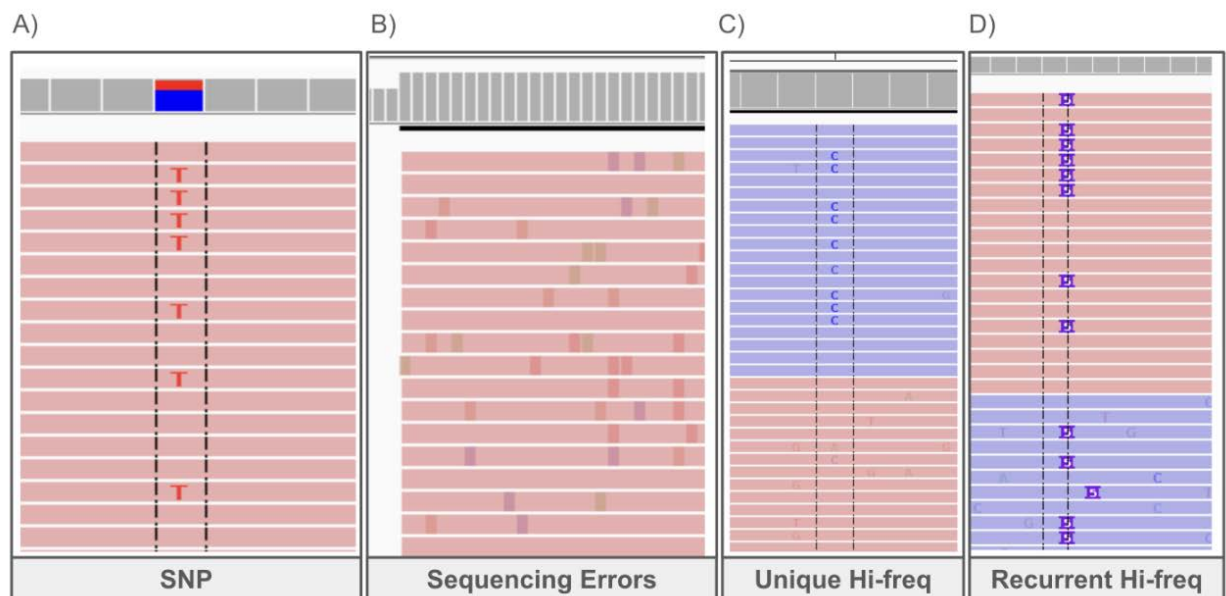 A)
B)
C)
D)
T
T
T
T
T
T
T
SNP
Sequencing Errors
C
T C
C
C
C
C
C G
C
C
A
T
G A G
C
G A
G
T
G
Unique Hi-freq
C
T
T G
A C
T
C C
G
C
Recurrent Hi-freq